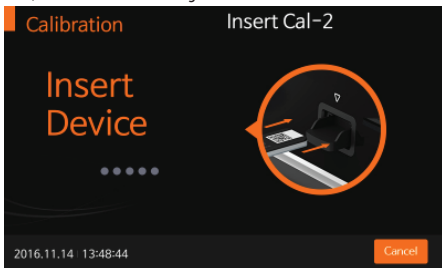 Calibration
Insert Cal-2
Insert
Device
2016.11.14 13:48:44
Cancel